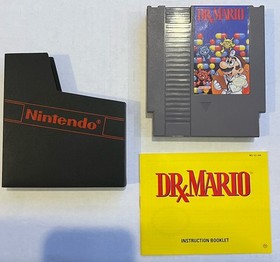 DR. MARIO
Nintendo®
DR. MARIO
INSTRUCTION BOOKLET